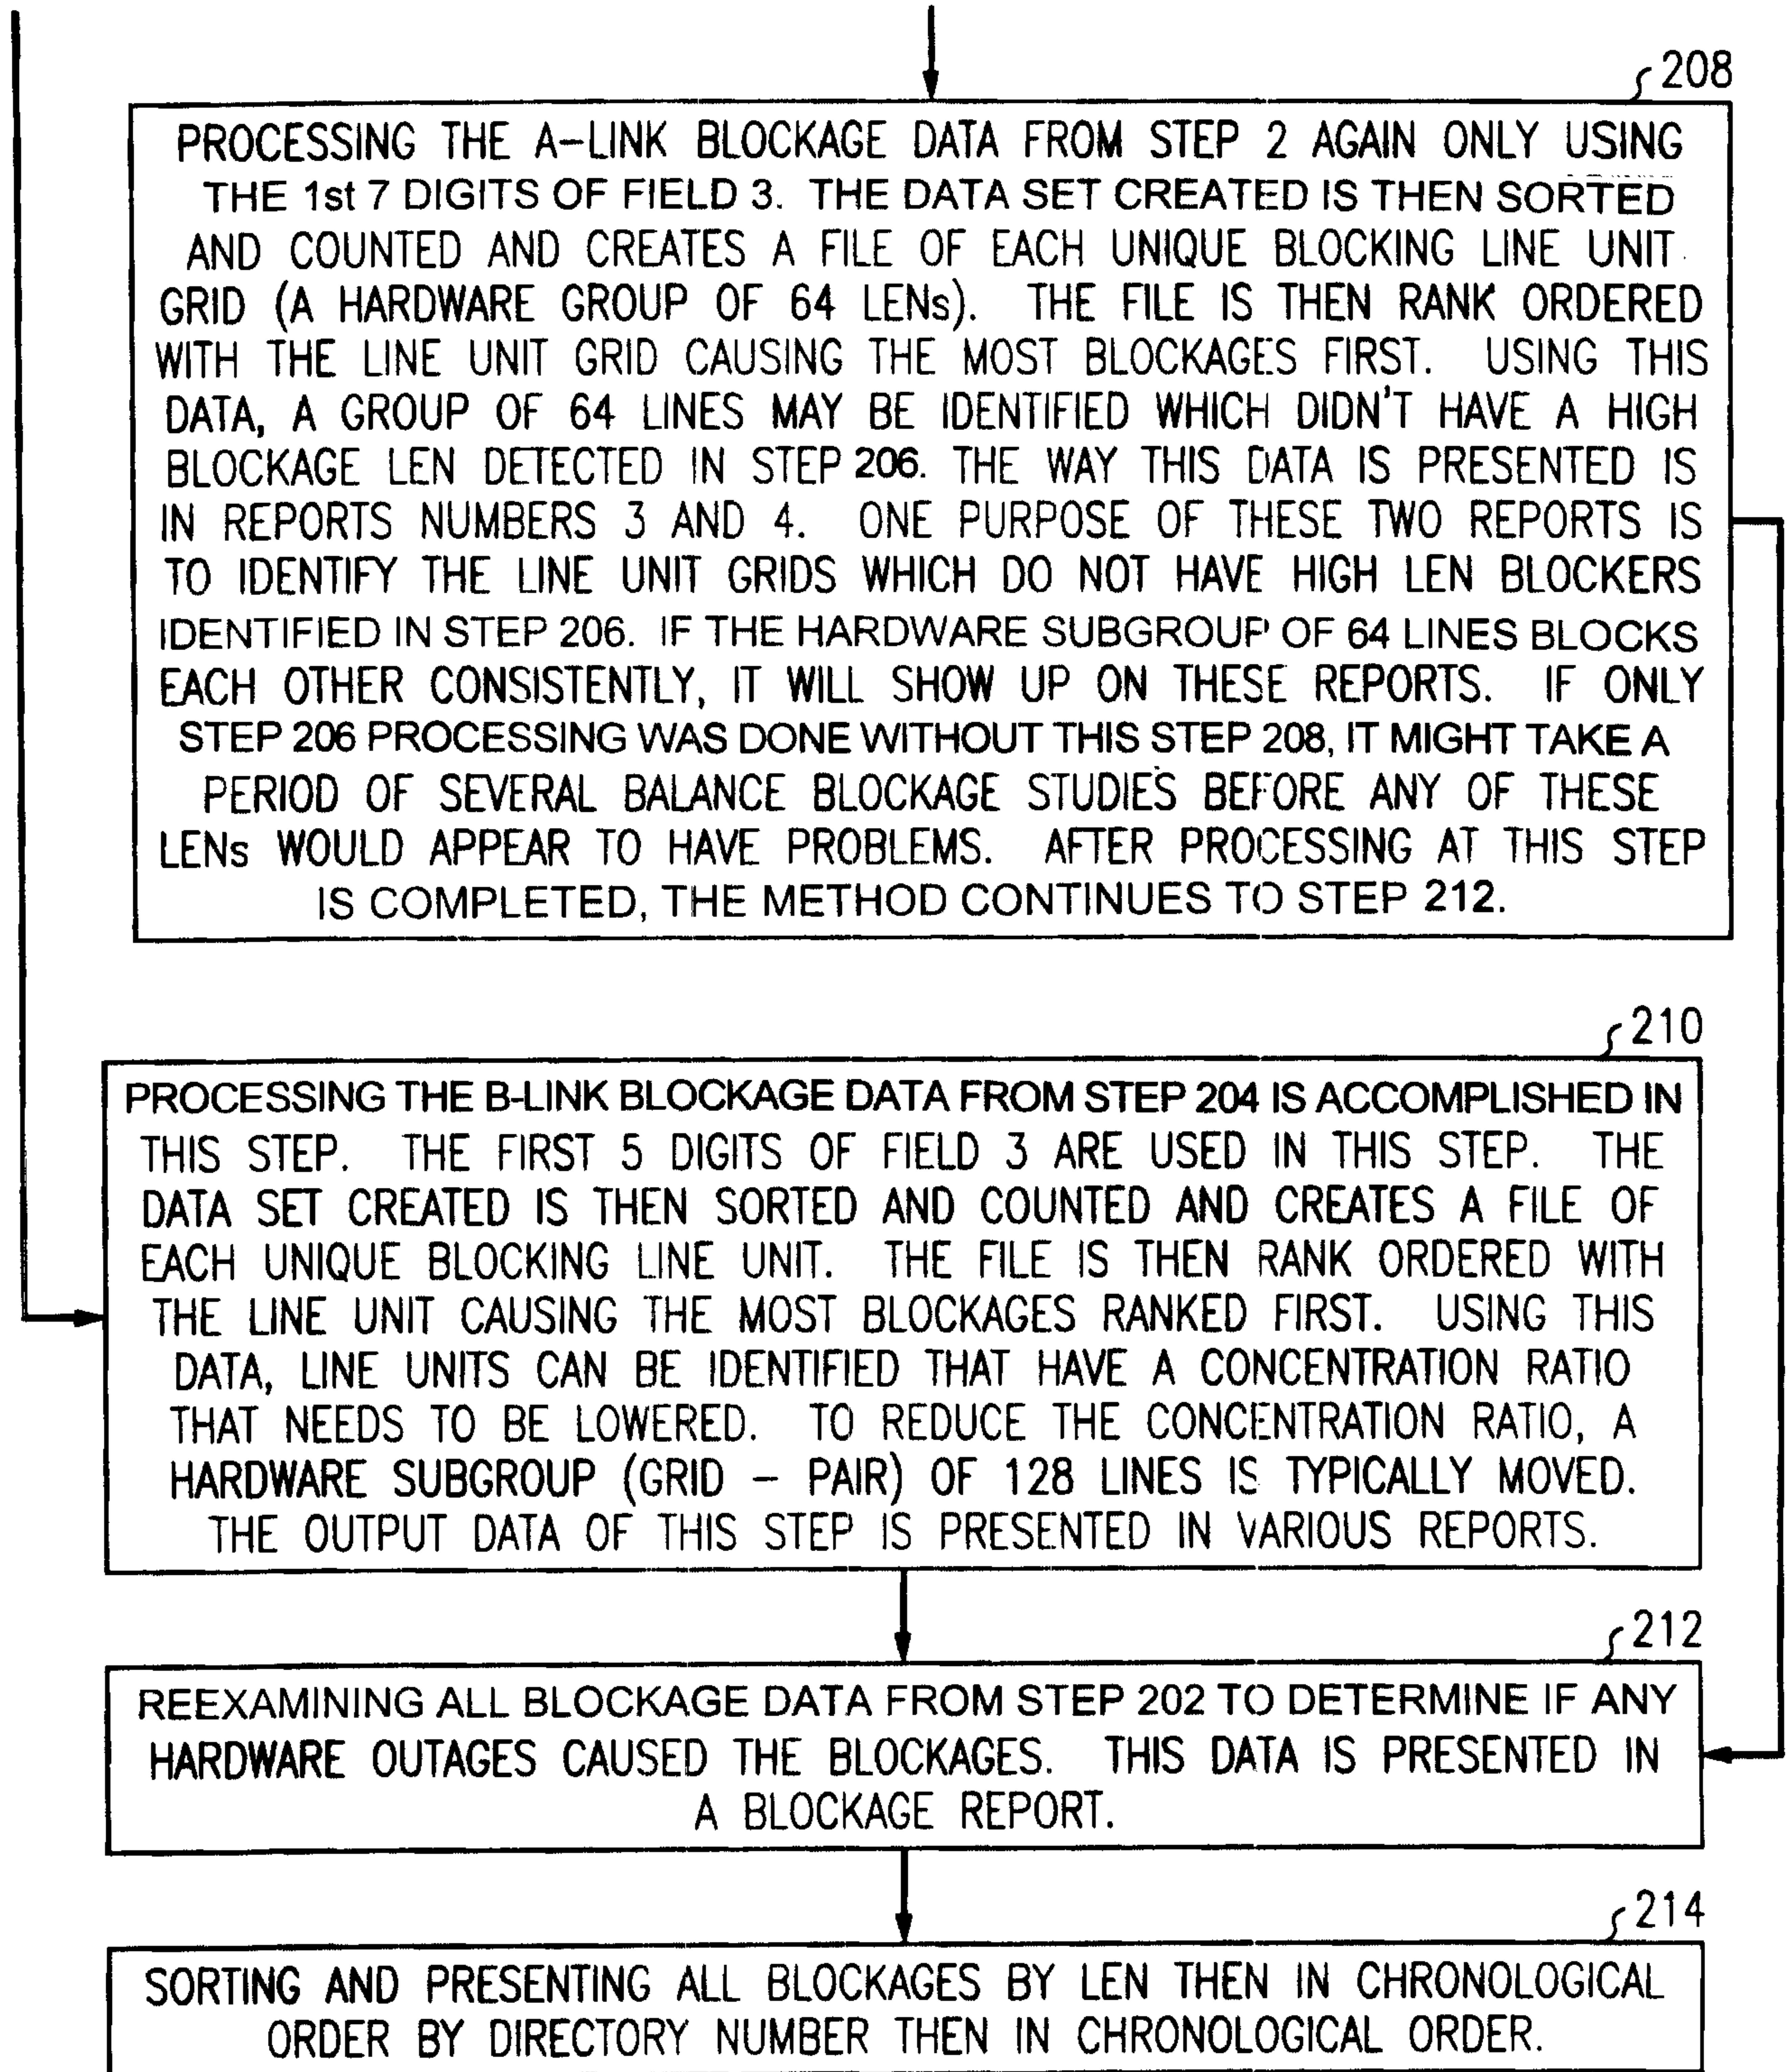 208
PROCESSING THE A-LINK BLOCKAGE DATA FROM STEP 2 AGAIN ONLY USING
THE 1st 7 DIGITS OF FIELD 3. THE DATA SET CREATED IS THEN SORTED
AND COUNTED AND CREATES A FILE OF EACH UNIQUE BLOCKING LINE UNIT
GRID (A HARDWARE GROUP OF 64 LENs). THE FILE IS THEN RANK ORDERED
WITH THE LINE UNIT GRID CAUSING THE MOST BLOCKAGES FIRST. USING THIS
DATA, A GROUP OF 64 LINES MAY BE IDENTIFIED WHICH DIDN'T HAVE A HIGH
BLOCKAGE LEN DETECTED IN STEP 206. THE WAY THIS DATA IS PRESENTED IS
IN REPORTS NUMBERS 3 AND 4. ONE PURPOSE OF THESE TWO REPORTS IS
TO IDENTIFY THE LINE UNIT GRIDS WHICH DO NOT HAVE HIGH LEN BLOCKERS
IDENTIFIED IN STEP 206. IF THE HARDWARE SUBGROUP OF 64 LINES BLOCKS
EACH OTHER CONSISTENTLY, IT WILL SHOW UP ON THESE REPORTS. IF ONLY
STEP 206 PROCESSING WAS DONE WITHOUT THIS STEP 208, IT MIGHT TAKE A
PERIOD OF SEVERAL BALANCE BLOCKAGE STUDIES BEFORE ANY OF THESE
LENs WOULD APPEAR TO HAVE PROBLEMS. AFTER PROCESSING AT THIS STEP
IS COMPLETED, THE METHOD CONTINUES TO STEP 212.
210
PROCESSING THE B-LINK BLOCKAGE DATA FROM STEP 204 IS ACCOMPLISHED IN
THIS STEP. THE FIRST 5 DIGITS OF FIELD 3 ARE USED IN THIS STEP. THE
DATA SET CREATED IS THEN SORTED AND COUNTED AND CREATES A FILE OF
EACH UNIQUE BLOCKING LINE UNIT. THE FILE IS THEN RANK ORDERED WITH
THE LINE UNIT CAUSING THE MOST BLOCKAGES RANKED FIRST. USING THIS
DATA, LINE UNITS CAN BE IDENTIFIED THAT HAVE A CONCENTRATION RATIO
THAT NEEDS TO BE LOWERED. TO REDUCE THE CONCENTRATION RATIO, A
HARDWARE SUBGROUP (GRID - PAIR) OF 128 LINES IS TYPICALLY MOVED.
THE OUTPUT DATA OF THIS STEP IS PRESENTED IN VARIOUS REPORTS.
212
REEXAMINING ALL BLOCKAGE DATA FROM STEP 202 TO DETERMINE IF ANY
HARDWARE OUTAGES CAUSED THE BLOCKAGES. THIS DATA IS PRESENTED IN
A BLOCKAGE REPORT.
214
SORTING AND PRESENTING ALL BLOCKAGES BY LEN THEN IN CHRONOLOGICAL
ORDER BY DIRECTORY NUMBER THEN IN CHRONOLOGICAL ORDER.